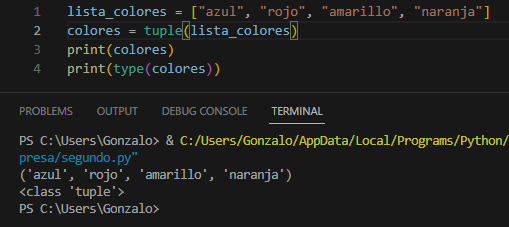 1 lista_colores = ["azul", "rojo", "amarillo", "naranja"]
2 colores = tuple(lista_colores)
3 print(colores)
4 print(type(colores))
PROBLEMS OUTPUT DEBUG CONSOLE TERMINAL
PS C:\Users\Gonzalo> & C:/Users/Gonzalo/AppData/Local/Programs/Python/
presa/segundo.py"
('azul', 'rojo', 'amarillo', 'naranja')
<class 'tuple'>
PS C:\Users\Gonzalo>